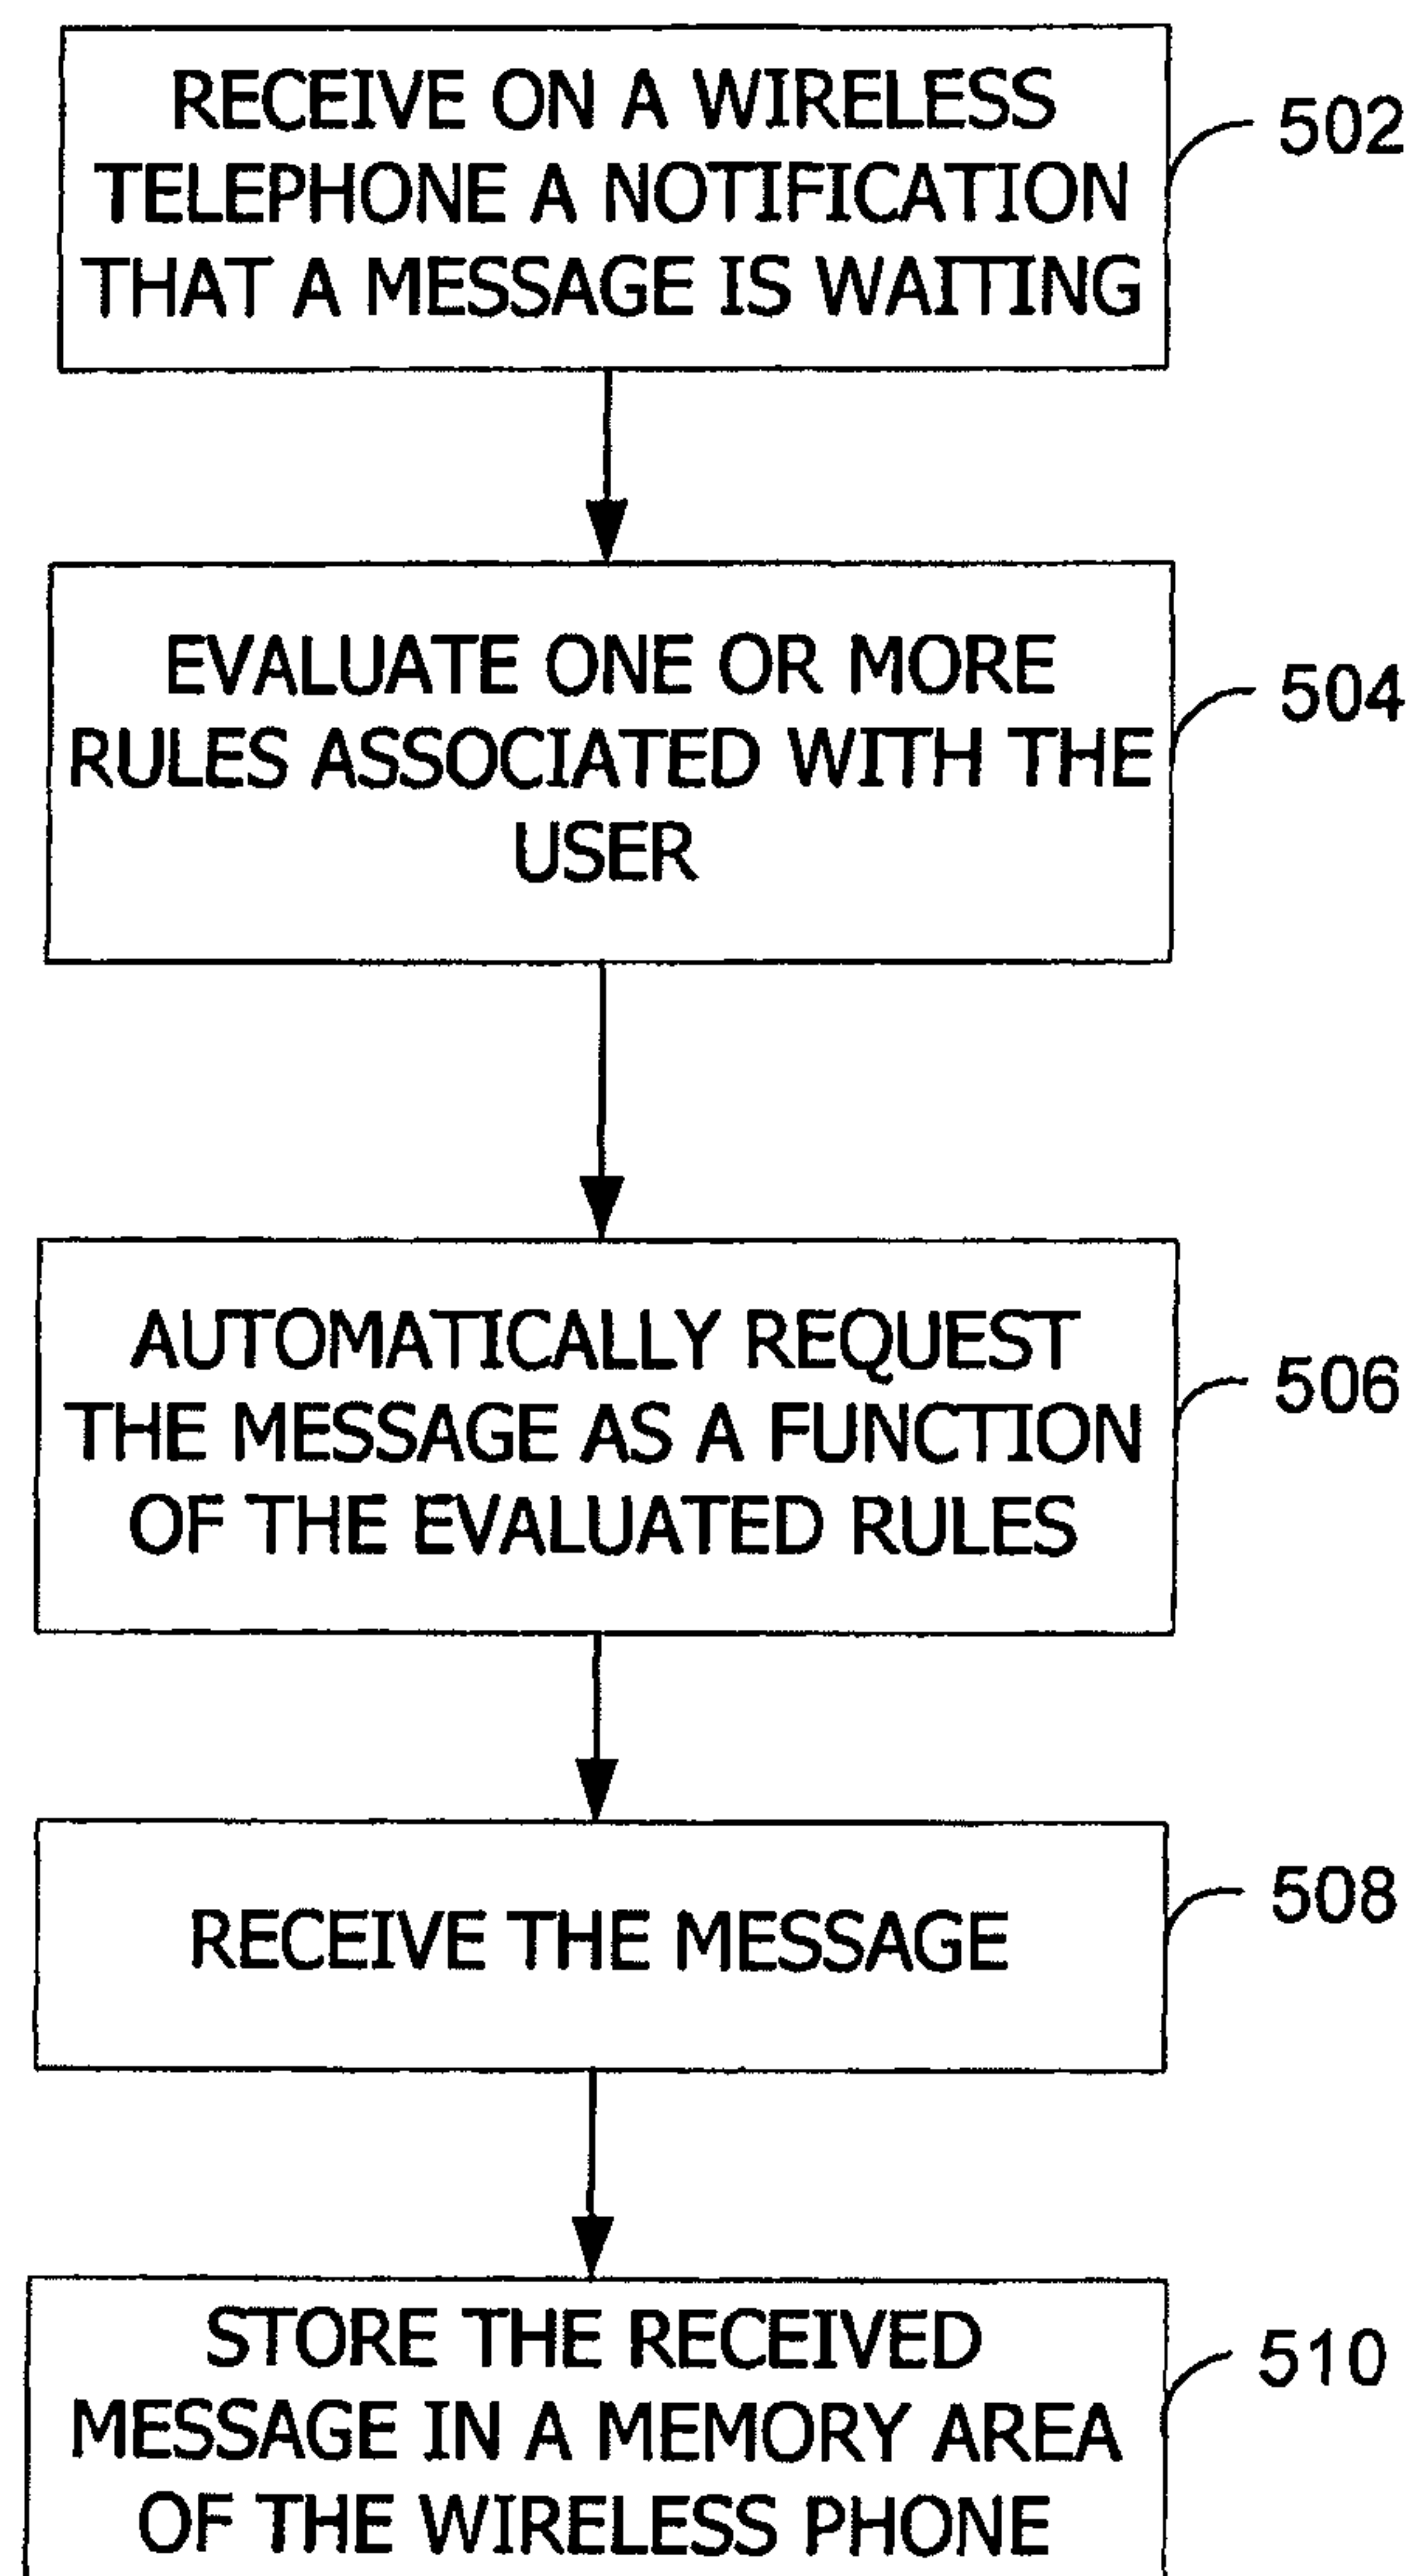 RECEIVE ON A WIRELESS
TELEPHONE A NOTIFICATION
THAT A MESSAGE IS WAITING
502
EVALUATE ONE OR MORE
RULES ASSOCIATED WITH THE
USER
504
AUTOMATICALLY REQUEST
THE MESSAGE AS A FUNCTION
OF THE EVALUATED RULES
506
RECEIVE THE MESSAGE
508
STORE THE RECEIVED
MESSAGE IN A MEMORY AREA
OF THE WIRELESS PHONE
510